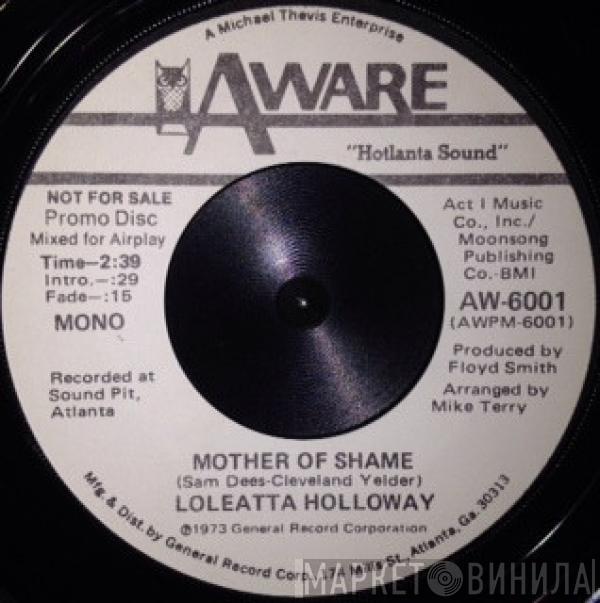 A Michael Thevis Enterprise
AWARE
"Hotlanta Sound"
NOT FOR SALE
Promo Disc
Mixed for Airplay
Time—2:39
Intro.—:29
Fade—:15
MONO
Recorded at
Sound Pit,
Atlanta
Act I Music
Co., Inc./
Moonsong
Publishing
Co.-BMI
AW-6001
(AWPM-6001)
Produced by
Floyd Smith
Arranged by
Mike Terry
MOTHER OF SHAME
(Sam Dees-Cleveland Yelder)
LOLEATTA HOLLOWAY
℗1973 General Record Corporation
Mfg. & Dist. by General Record Corp. 174 Mills St., Atlanta, Ga. 30313
МАРКЕТ ВИНИЛА